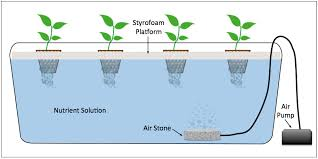 Styrofoam
Platform
Nutrient Solution
Air Stone
Air
Pump